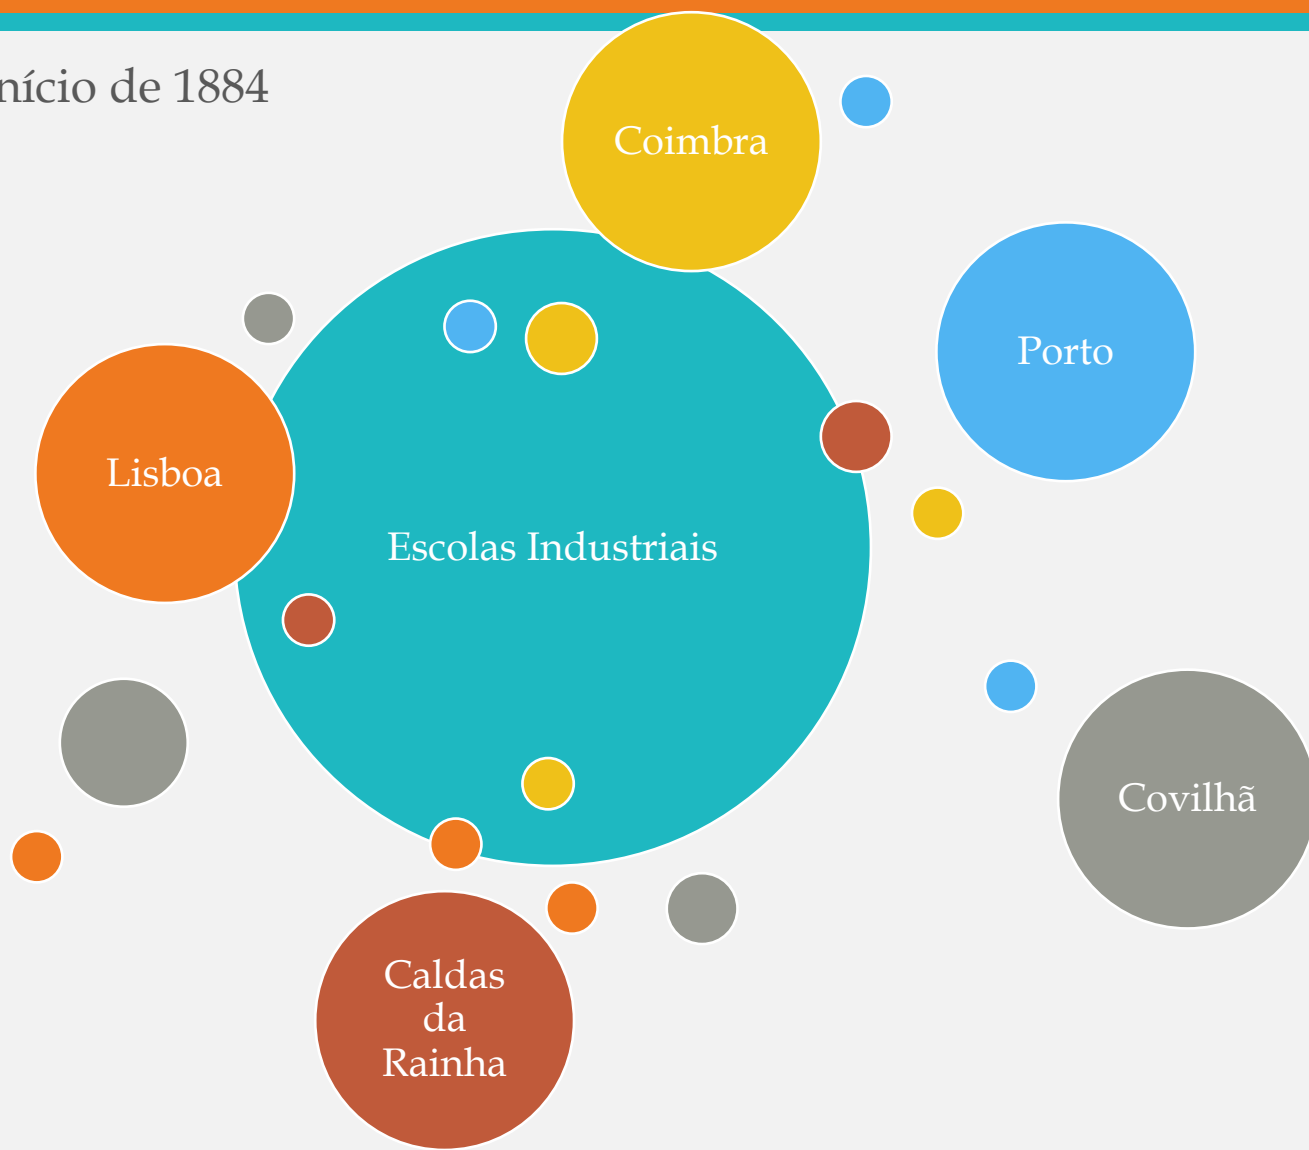 nício de 1884
Coimbra
Porto
Lisboa
Escolas Industriais
Covilhã
Caldas
da
Rainha